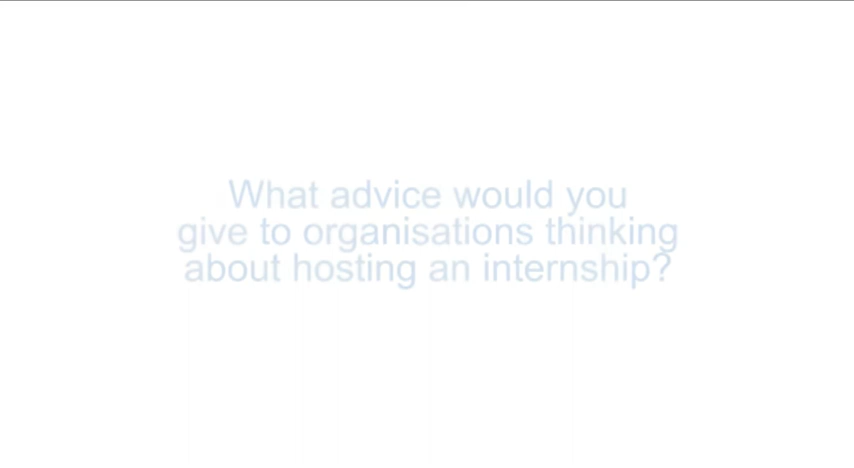 What advice would you
give to organisations thinking
about hosting an internship?